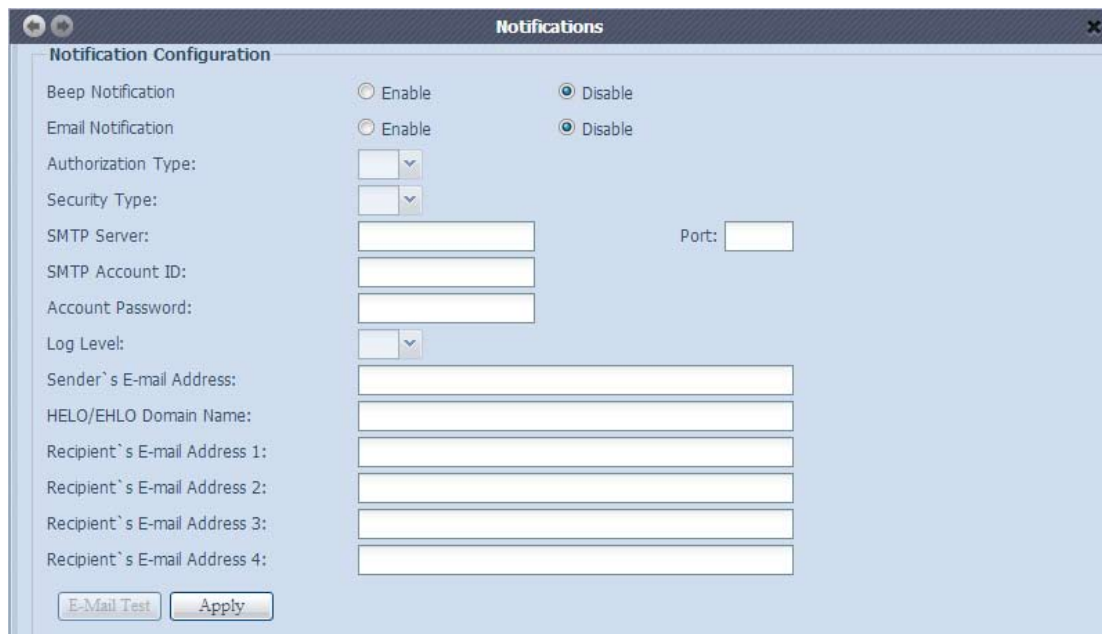 Notifications
Notification Configuration
Beep Notification Enable Disable
Email Notification Enable Disable
Authorization Type:
Security Type:
SMTP Server: Port:
SMTP Account ID:
Account Password:
Log Level:
Sender`s E-mail Address:
HELO/EHLO Domain Name:
Recipient`s E-mail Address 1:
Recipient`s E-mail Address 2:
Recipient`s E-mail Address 3:
Recipient`s E-mail Address 4:
E-Mail Test Apply